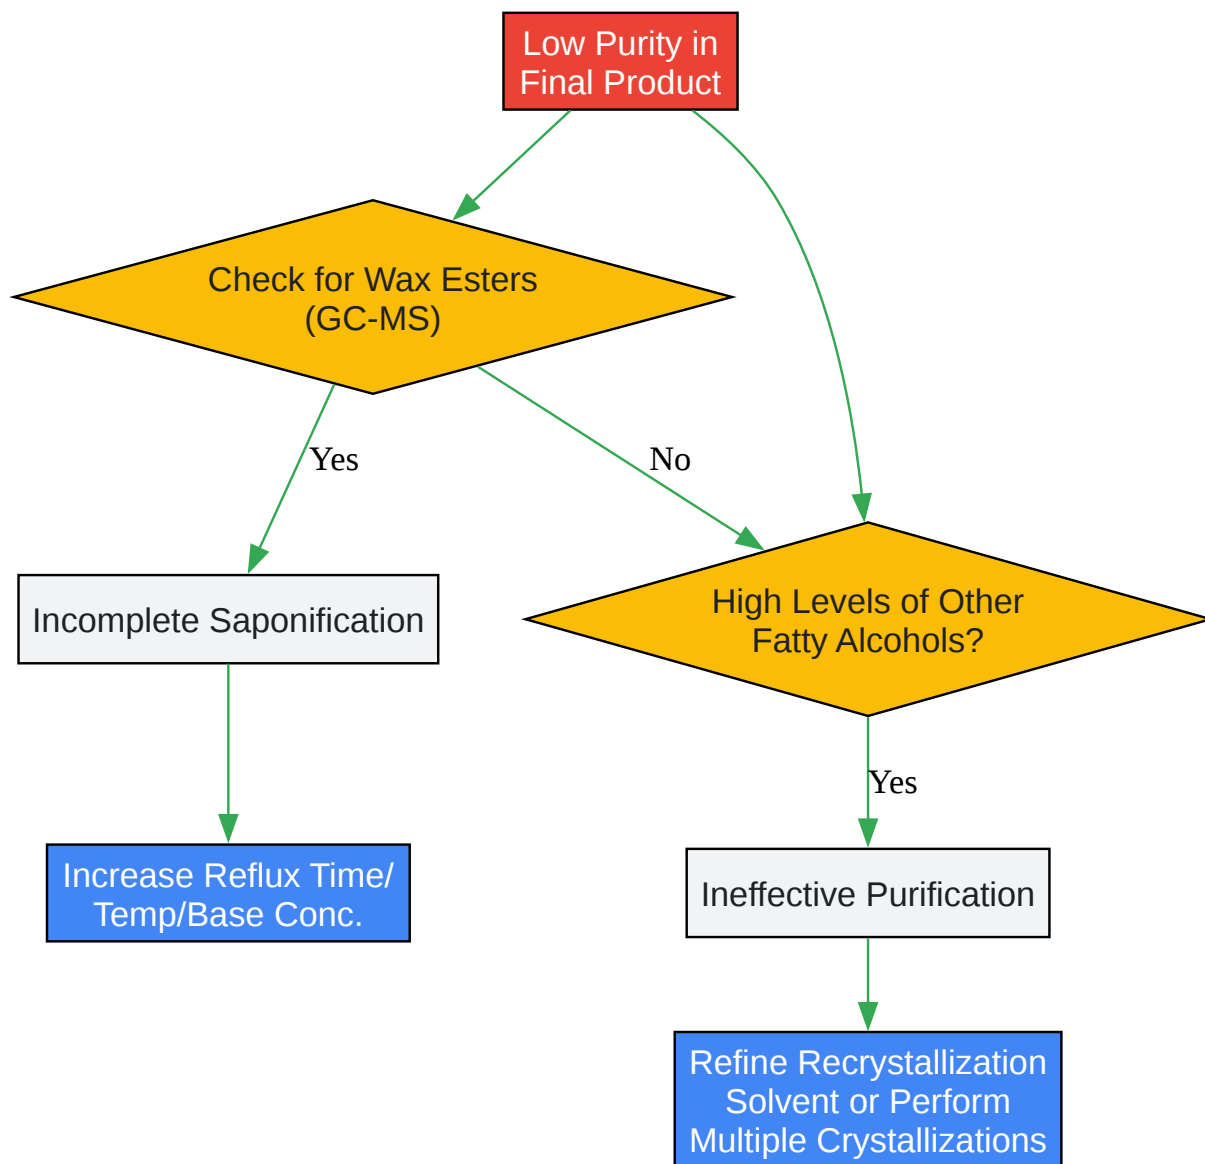 Low Purity in
Final Product
Check for Wax Esters
(GC-MS)
Yes
No
Incomplete Saponification
High Levels of Other
Fatty Alcohols?
Yes
Increase Reflux Time/
Temp/Base Conc.
Ineffective Purification
Refine Recrystallization
Solvent or Perform
Multiple Crystallizations